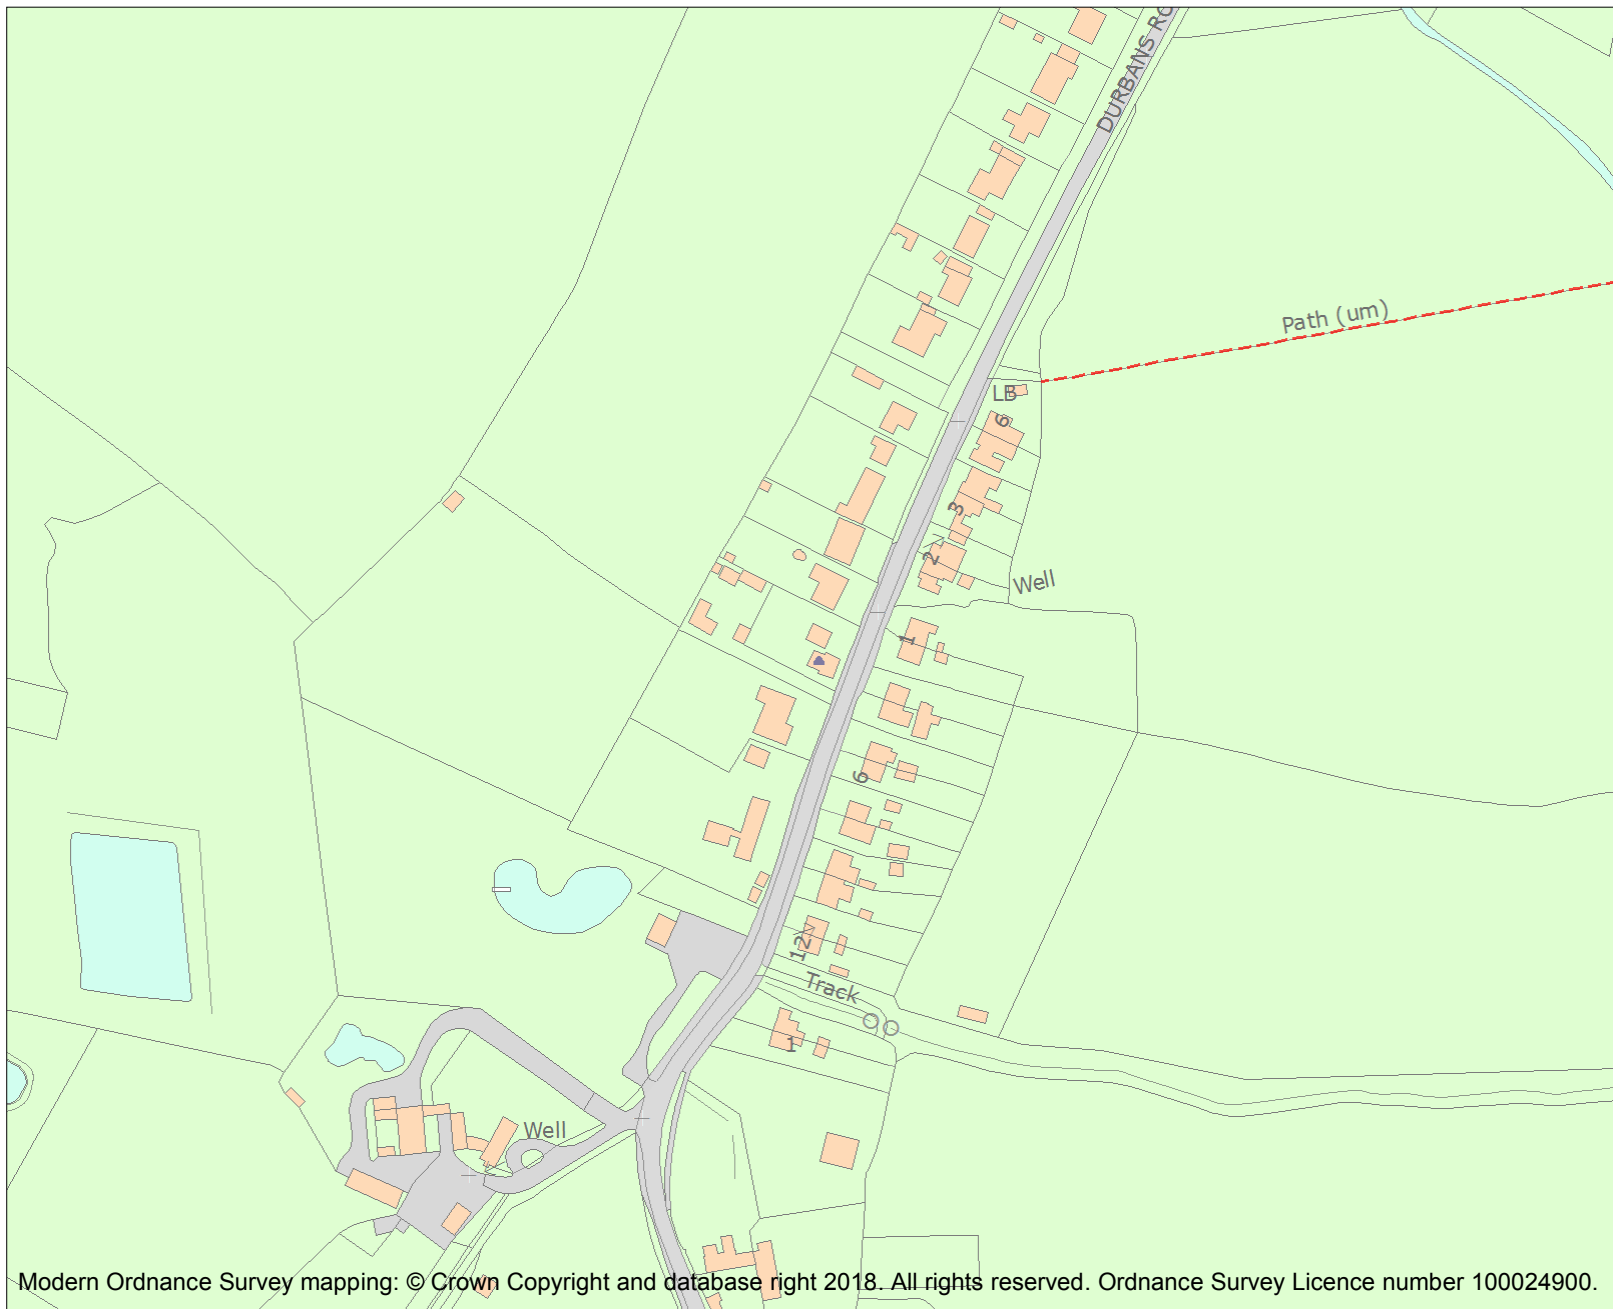 DURBANS RO
Path (um)
LB
6
3
2
Well
1
6
12
Track
1
Well
Modern Ordnance Survey mapping: © Crown Copyright and database right 2018. All rights reserved. Ordnance Survey Licence number 100024900.